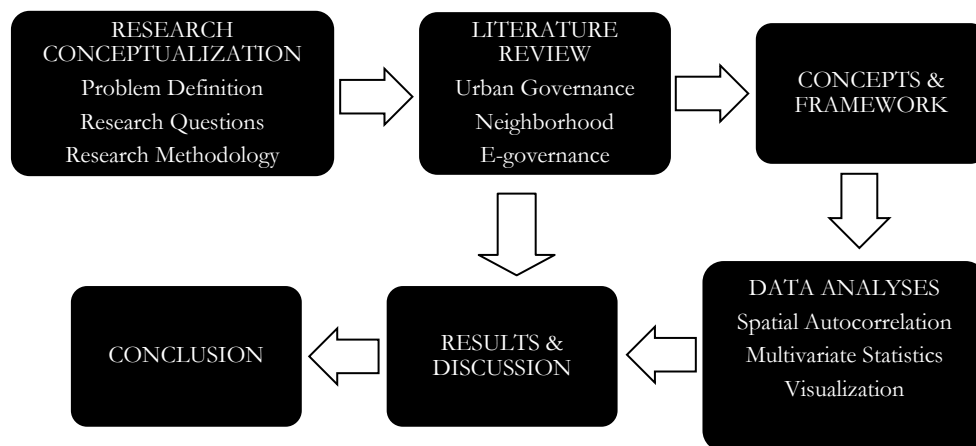 RESEARCH
CONCEPTUALIZATION
Problem Definition
Research Questions
Research Methodology
LITERATURE
REVIEW
Urban Governance
Neighborhood
E-governance
CONCEPTS &
FRAMEWORK
DATA ANALYSES
Spatial Autocorrelation
Multivariate Statistics
Visualization
RESULTS &
DISCUSSION
CONCLUSION